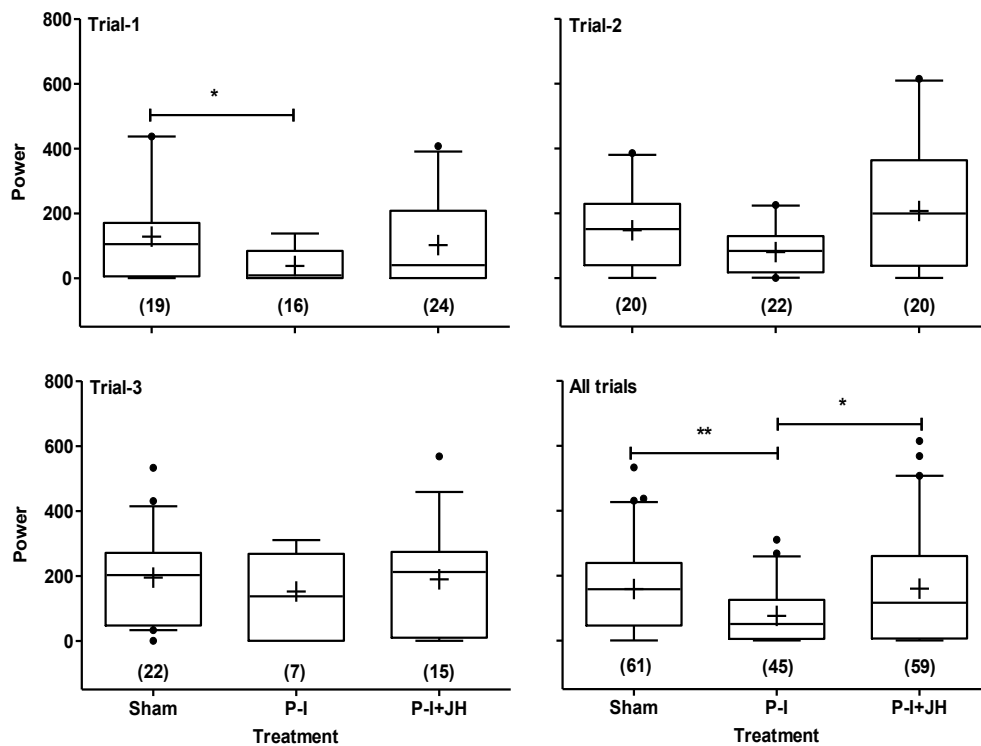 Trial-1
800
600
400
200
0
Power
*
(19)
(16)
(24)
Trial-2
(20)
(22)
(20)
Trial-3
800
600
400
200
0
Power
(22)
(7)
(15)
Sham
P-I
P-I+JH
Treatment
All trials
**
*
(61)
(45)
(59)
Sham
P-I
P-I+JH
Treatment